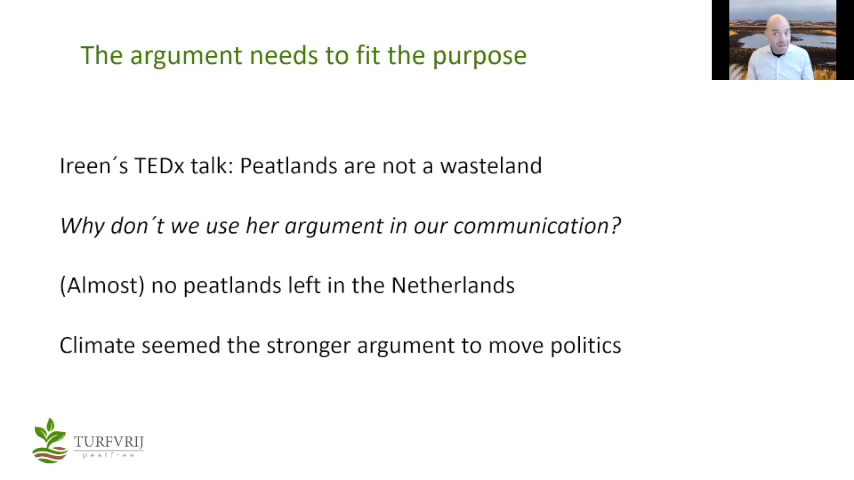 The argument needs to fit the purpose
Ireen´s TEDx talk: Peatlands are not a wasteland
Why don´t we use her argument in our communication?
(Almost) no peatlands left in the Netherlands
Climate seemed the stronger argument to move politics
TURFVRIJ
peatfree